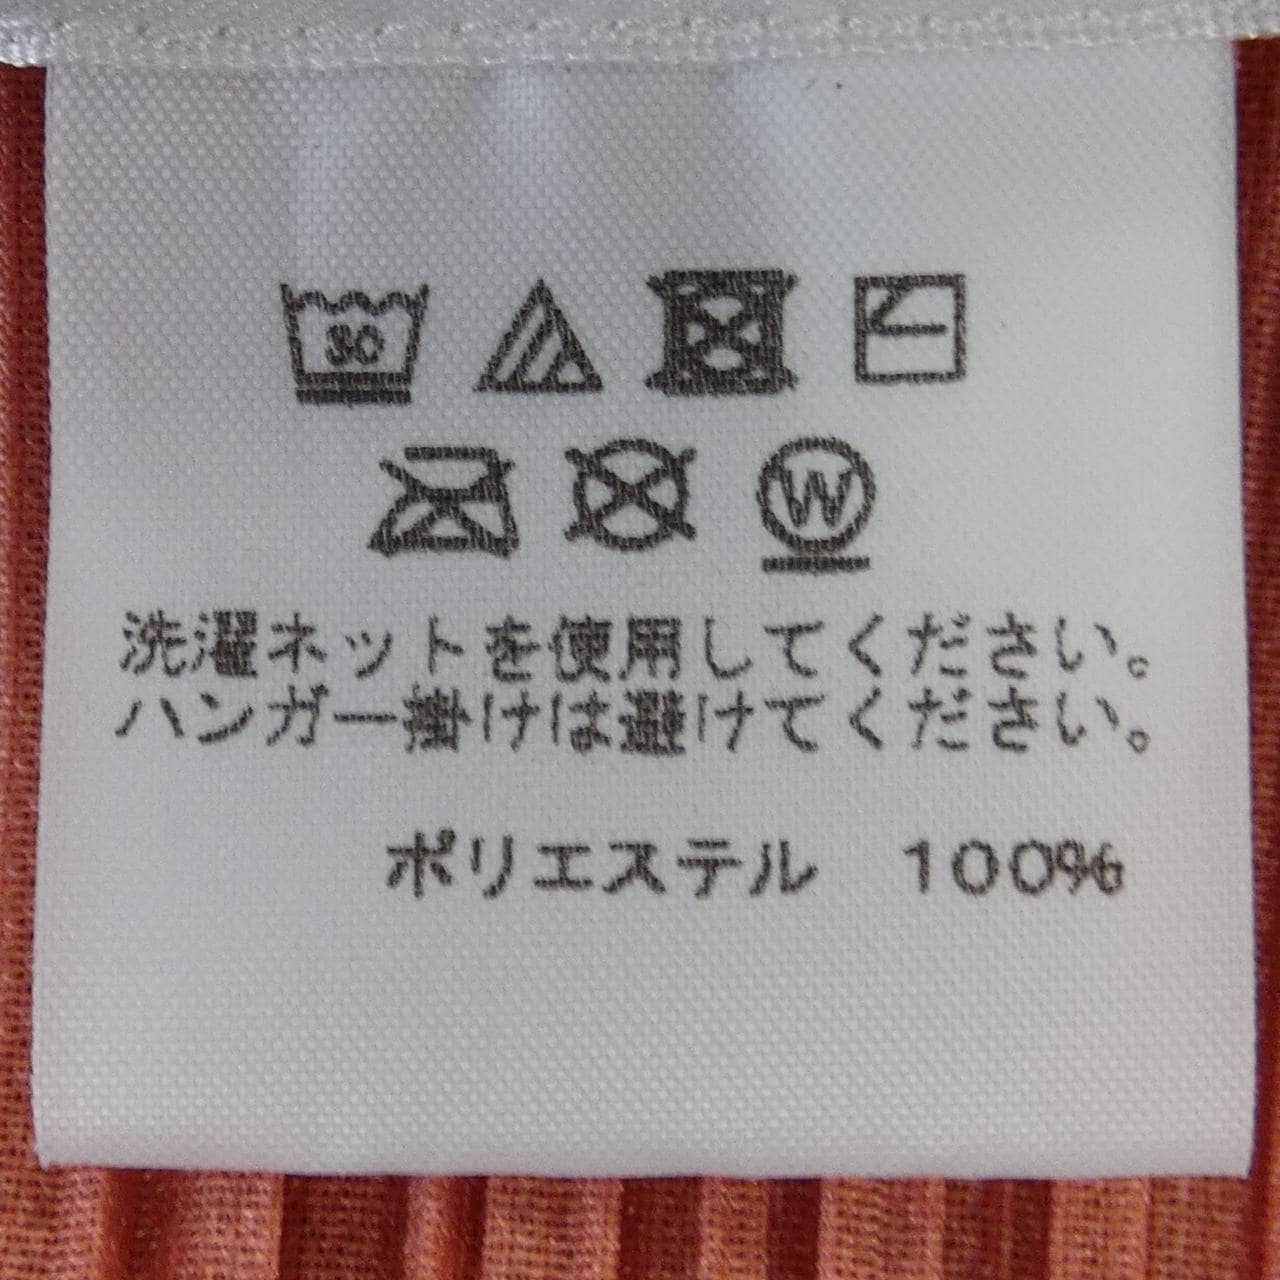 30
W
洗濯ネットを使用してください。
ハンガー掛けは避けてください。
ポリエステル 100%